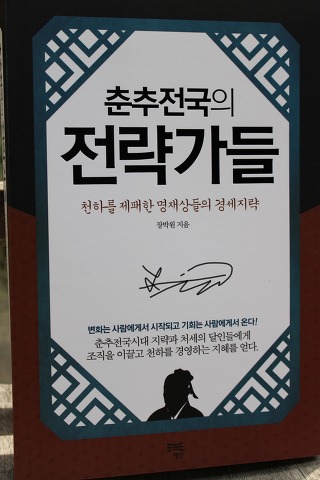 춘추전국의
전략가들
천하를 제패한 명재상들의 경세지략
장박원 지음
변화는 사람에게서 시작되고 기회는 사람에게서 온다!
춘추전국시대 지략과 처세의 달인들에게
조직을 이끌고 천하를 경영하는 지혜를 얻다.